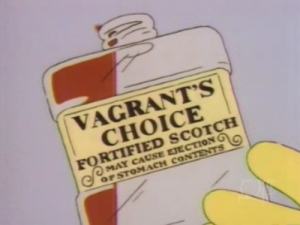 VAGRANT'S
CHOICE
FORTIFIED SCOTCH
MAY CAUSE EJECTION
OF STOMACH CONTENTS